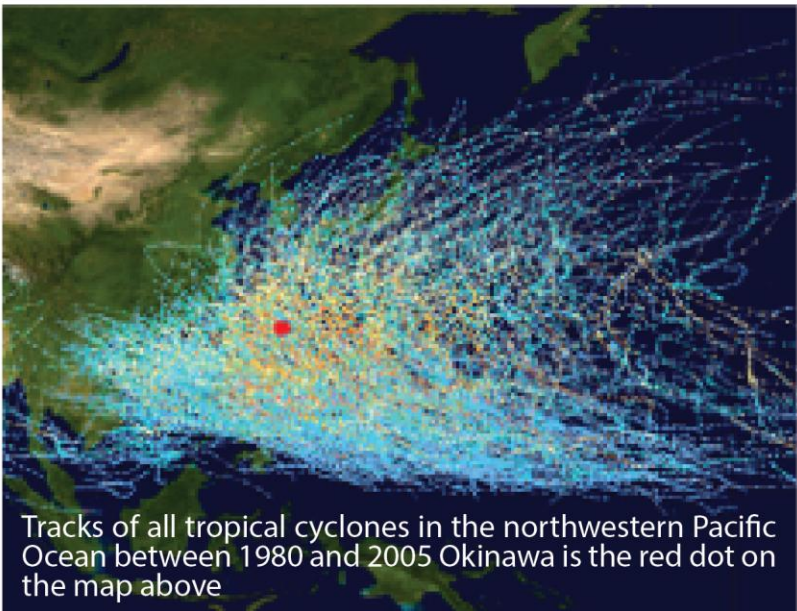 Tracks of all tropical cyclones in the northwestern Pacific
Ocean between 1980 and 2005 Okinawa is the red dot on
the map above